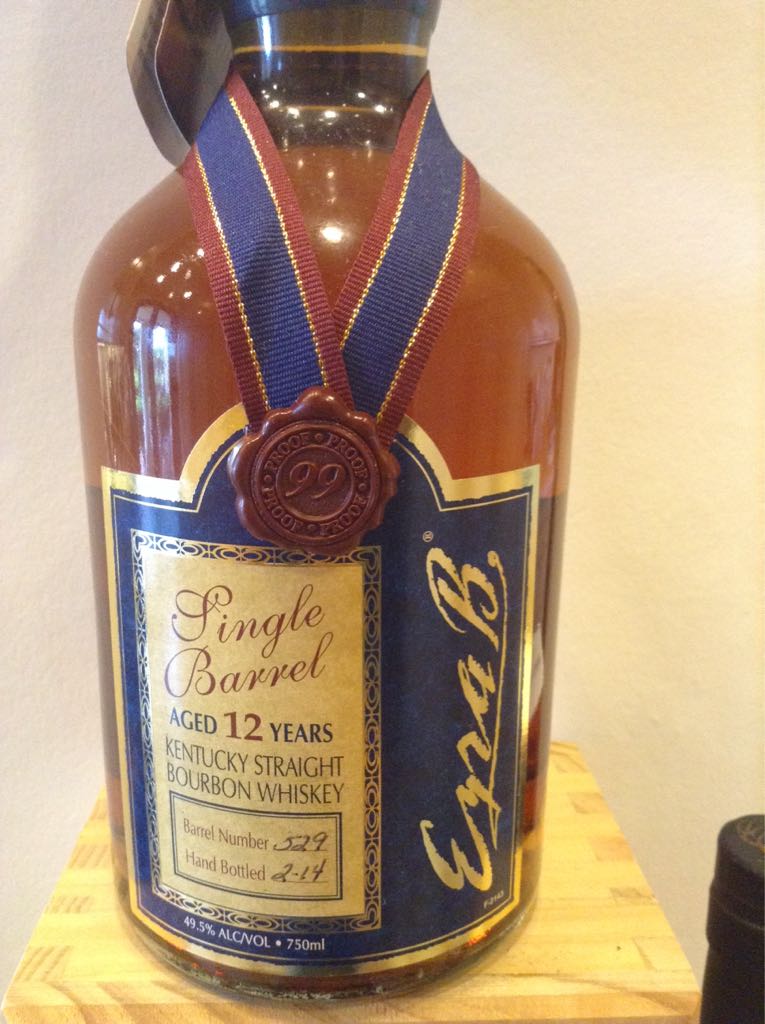 PROOF • PROOF • PROOF • PROOF •
99
Single
Barrel
AGED 12 YEARS
KENTUCKY STRAIGHT
BOURBON WHISKEY
Barrel Number 529
Hand Bottled 2-14
49.5% ALC/VOL • 750ml
Ezra B ®
F-2143